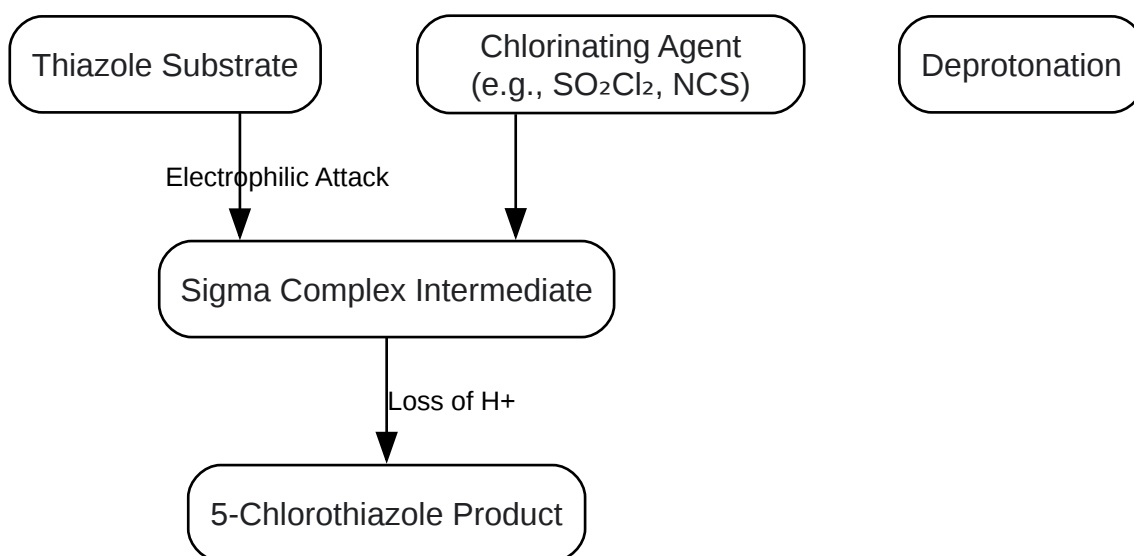 Thiazole Substrate
Chlorinating Agent
(e.g., SO₂Cl₂, NCS)
Deprotonation
Electrophilic Attack
Sigma Complex Intermediate
Loss of H+
5-Chlorothiazole Product